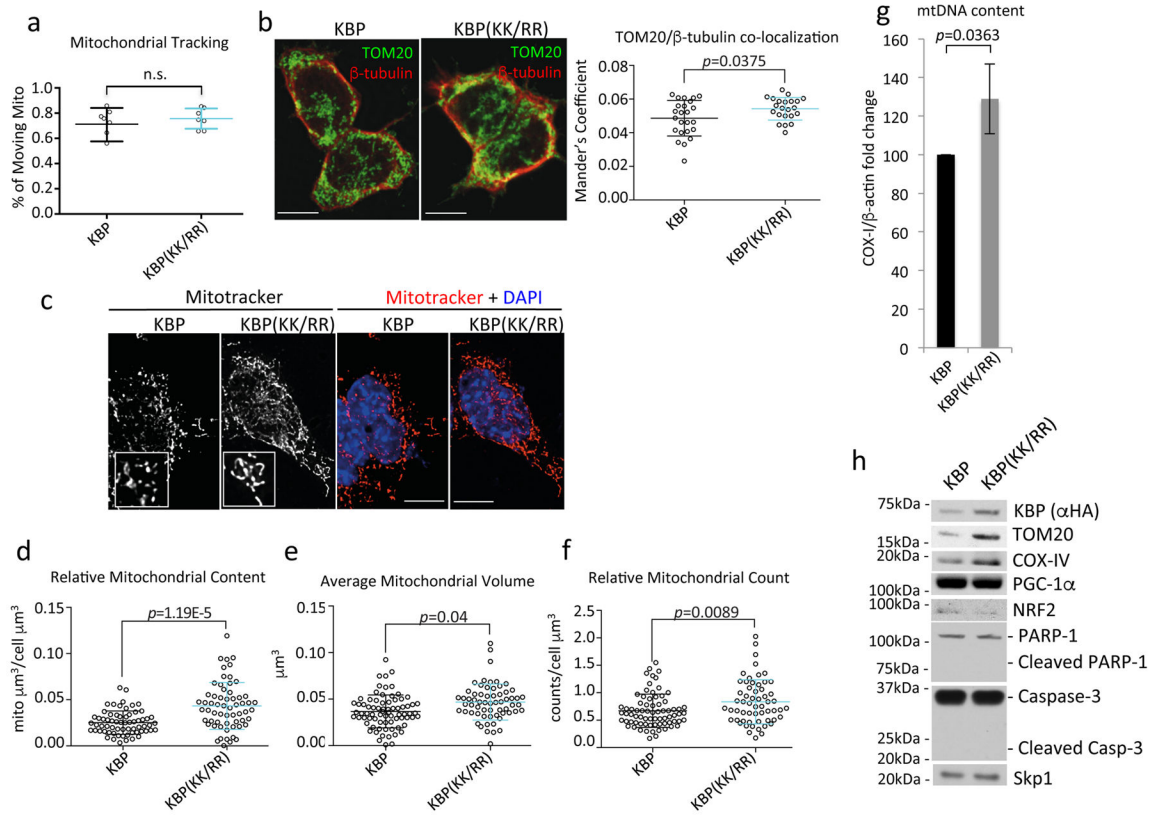 a
Mitochondrial Tracking
n.s.
% of Moving Mito
1.0
0.8
0.6
0.4
0.2
0.0
KBP
KBP(KK/RR)
b
KBP
KBP(KK/RR)
TOM20
β-tubulin
TOM20
β-tubulin
TOM20/β-tubulin co-localization
p=0.0375
Mander's Coefficient
0.08
0.06
0.04
0.02
0.00
KBP
KBP(KK/RR)
c
Mitotracker
Mitotracker + DAPI
KBP
KBP(KK/RR)
KBP
KBP(KK/RR)
d
Relative Mitochondrial Content
p=1.19E-5
mito µm³/cell µm³
0.15
0.10
0.05
0.00
KBP
KBP(KK/RR)
e
Average Mitochondrial Volume
p=0.04
µm³
0.15
0.10
0.05
0.00
KBP
KBP(KK/RR)
f
Relative Mitochondrial Count
p=0.0089
counts/cell µm³
2.5
2.0
1.5
1.0
0.5
0.0
KBP
KBP(KK/RR)
g
mtDNA content
p=0.0363
COX-I/β-actin fold change
160
140
120
100
80
60
40
20
0
KBP
KBP(KK/RR)
h
KBP
KBP(KK/RR)
75kDa -
KBP (αHA)
TOM20
15kDa -
20kDa -
COX-IV
PGC-1α
100kDa -
100kDa -
NRF2
- PARP-1
100kDa -
- Cleaved PARP-1
75kDa -
37kDa -
- Caspase-3
25kDa -
- Cleaved Casp-3
20kDa -
20kDa -
Skp1